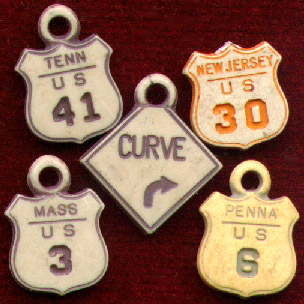 TENN
US
41
NEW JERSEY
US
30
CURVE
MASS
US
3
PENNA
US
6